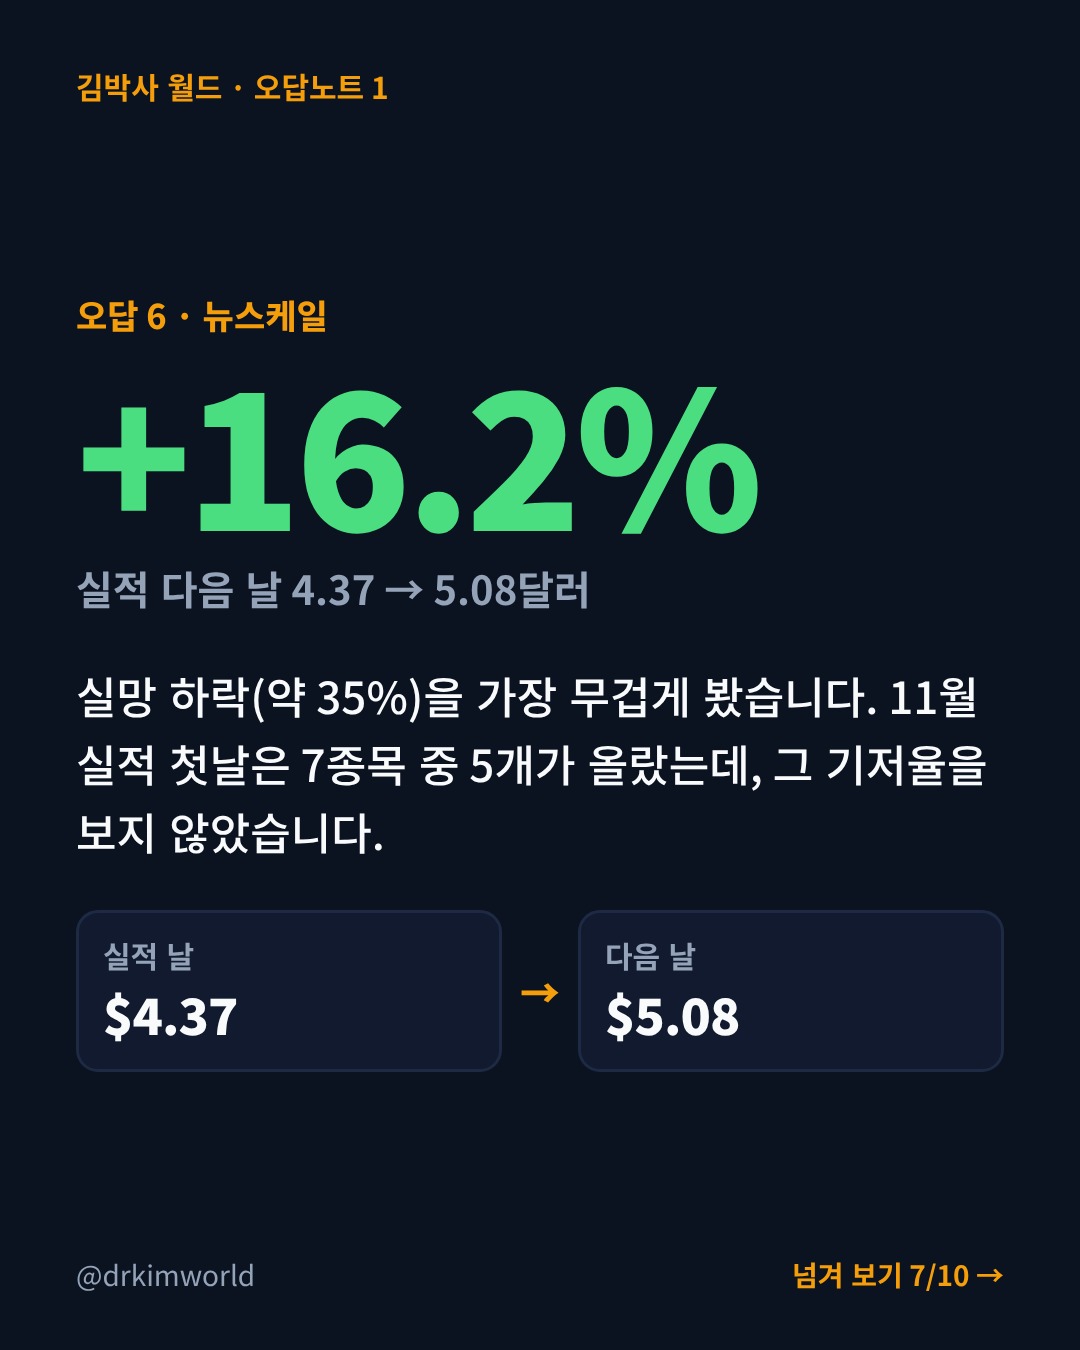 김박사 월드 · 오답노트 1
오답 6 · 뉴스케일
+16.2%
실적 다음 날 4.37 → 5.08달러
실망 하락(약 35%)을 가장 무겁게 봤습니다. 11월
실적 첫날은 7종목 중 5개가 올랐는데, 그 기저율을
보지 않았습니다.
실적 날
$4.37
→
다음 날
$5.08
@drkimworld
넘겨 보기 7/10 →